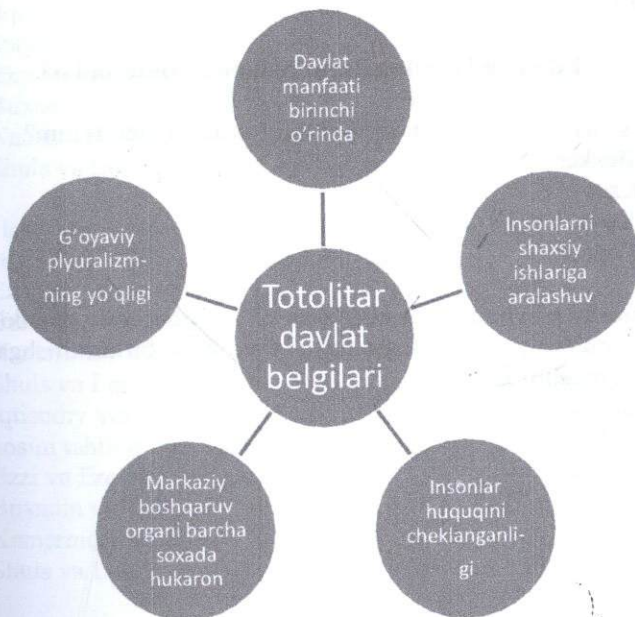 Davlat
manfaati
birinchi
o'rinda
G'oyaviy
plyuralizm-
ning yo'qligi
Insonlarni
shaxsiy
ishlariga
aralashuv
Totolitar
davlat
belgilari
Markaziy
boshqaruv
organi barcha
soxada
hukaron
Insonlar
huquqini
cheklanganli-
gi